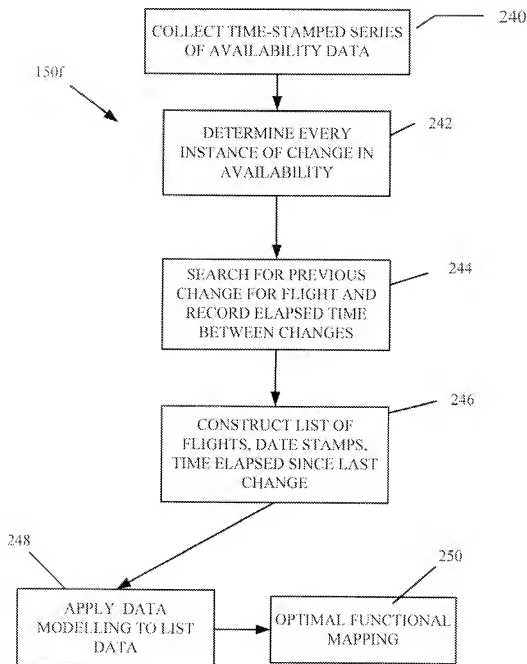 COLLECT TIME-STAMPED SERIES
OF AVAILABILITY DATA
240
150f
DETERMINE EVERY
INSTANCE OF CHANGE IN
AVAILABILITY
242
SEARCH FOR PREVIOUS
CHANGE FOR FLIGHT AND
RECORD ELAPSED TIME
BETWEEN CHANGES
244
CONSTRUCT LIST OF
FLIGHTS, DATE STAMPS,
TIME ELAPSED SINCE LAST
CHANGE
246
248
APPLY DATA
MODELLING TO LIST
DATA
250
OPTIMAL FUNCTIONAL
MAPPING